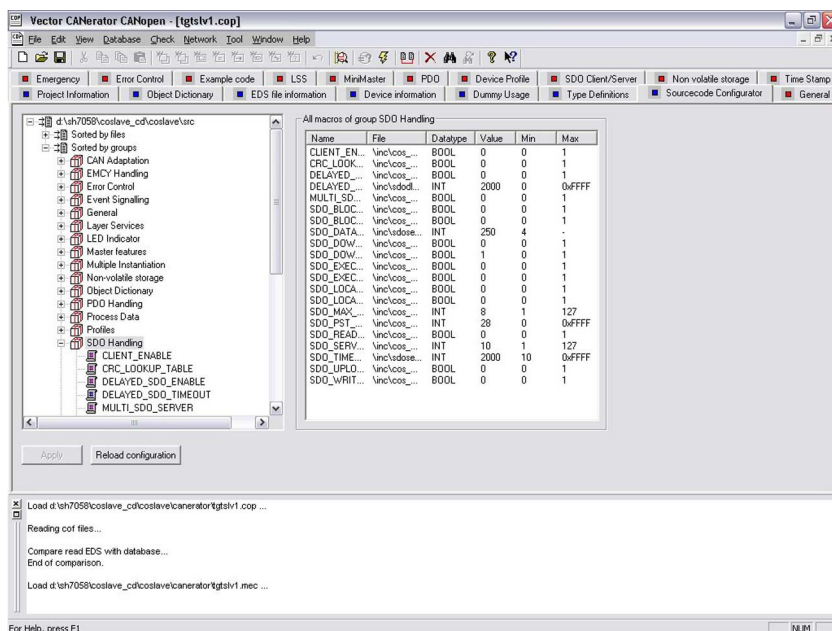 Vector CANerator CANopen - [tgtslv1.cop]
File Edit View Database Check Network Tool Window Help
Emergency Error Control Example code LSS MiniMaster PDO Device Profile SDO Client/Server Non volatile storage Time Stamp
Project Information Object Dictionary EDS file information Device information Dummy Usage Type Definitions Sourcecode Configurator General
d:\sh7058\coslave_cd\coslave\src
Sorted by files
Sorted by groups
CAN Adaptation
EMCY Handling
Error Control
Event Signalling
General
Layer Services
LED Indicator
Master features
Multiple Instantiation
Non-volatile storage
Object Dictionary
PDO Handling
Process Data
Profiles
SDO Handling
CLIENT_ENABLE
CRC_LOOKUP_TABLE
DELAYED_SDO_ENABLE
DELAYED_SDO_TIMEOUT
MULTI_SDO_SERVER
All macros of group SDO Handling
Name File Datatype Value Min Max
CLIENT_EN... \inc\cos_... BOOL 0 0 1
CRC_LOOK... \inc\cos_... BOOL 0 0 1
DELAYED_... \inc\cos_... BOOL 0 0 1
DELAYED_... \inc\sdodl... INT 2000 0 0xFFFF
MULTI_SD... \inc\cos_... BOOL 0 0 1
SDO_BLOC... \inc\cos_... BOOL 0 0 1
SDO_BLOC... \inc\cos_... BOOL 0 0 1
SDO_DATA... \inc\sdose... INT 250 4 -
SDO_DOW... \inc\cos_... BOOL 0 0 1
SDO_DOW... \inc\cos_... BOOL 1 0 1
SDO_EXEC... \inc\cos_... BOOL 0 0 1
SDO_EXEC... \inc\cos_... BOOL 0 0 1
SDO_LOCA... \inc\cos_... BOOL 0 0 1
SDO_LOCA... \inc\cos_... BOOL 0 0 1
SDO_MAX_... \inc\cos_... INT 8 1 127
SDO_PST_... \inc\cos_... INT 28 0 0xFFFF
SDO_READ... \inc\cos_... BOOL 0 0 1
SDO_SERV... \inc\cos_... INT 10 1 127
SDO_TIME... \inc\sdose... INT 2000 10 0xFFFF
SDO_UPLO... \inc\cos_... BOOL 0 0 1
SDO_WRIT... \inc\cos_... BOOL 0 0 1
Apply Reload configuration
Load d:\sh7058\coslave_cd\coslave\canerator\tgtslv1.cop ...
Reading cof files...
Compare read EDS with database...
End of comparison.
Load d:\sh7058\coslave_cd\coslave\canerator\tgtslv1.mec ...
For Help, press F1
NUM